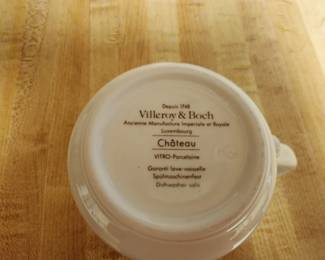 Depuis 1748
Villeroy & Boch
Ancienne Manufacture Impériale et Royale
Luxembourg
Château
VITRO-Porcelaine
Garanti lave-vaisselle
Spülmaschinenfest
Dishwasher safe